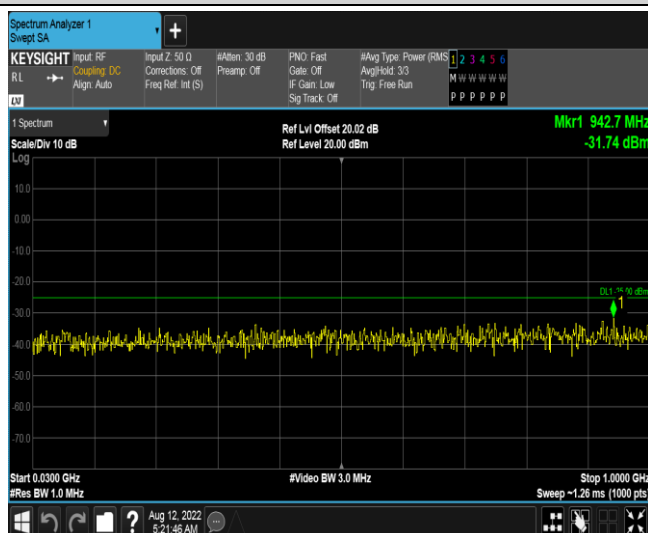 Spectrum Analyzer 1
Swept SA
KEYSIGHT
RL
Input: RF
Coupling: DC
Align: Auto
Input Z: 50 Ω
Corrections: Off
Freq Ref: Int (S)
#Atten: 30 dB
Preamp: Off
PNO: Fast
Gate: Off
IF Gain: Low
Sig Track: Off
#Avg Type: Power (RMS
Avg|Hold: 3/3
Trig: Free Run
1 2 3 4 5 6
M W W W W W
P P P P P P
LXI
1 Spectrum
Scale/Div 10 dB
Ref Lvl Offset 20.02 dB
Ref Level 20.00 dBm
Mkr1 942.7 MHz
-31.74 dBm
Log
10.0
0.00
-10.0
-20.0
DL1 -25.00 dBm
1
-30.0
-40.0
-50.0
-60.0
-70.0
Start 0.0300 GHz
#Video BW 3.0 MHz
Stop 1.0000 GHz
#Res BW 1.0 MHz
Sweep ~1.26 ms (1000 pts)
?
Aug 12, 2022
5:21:46 AM